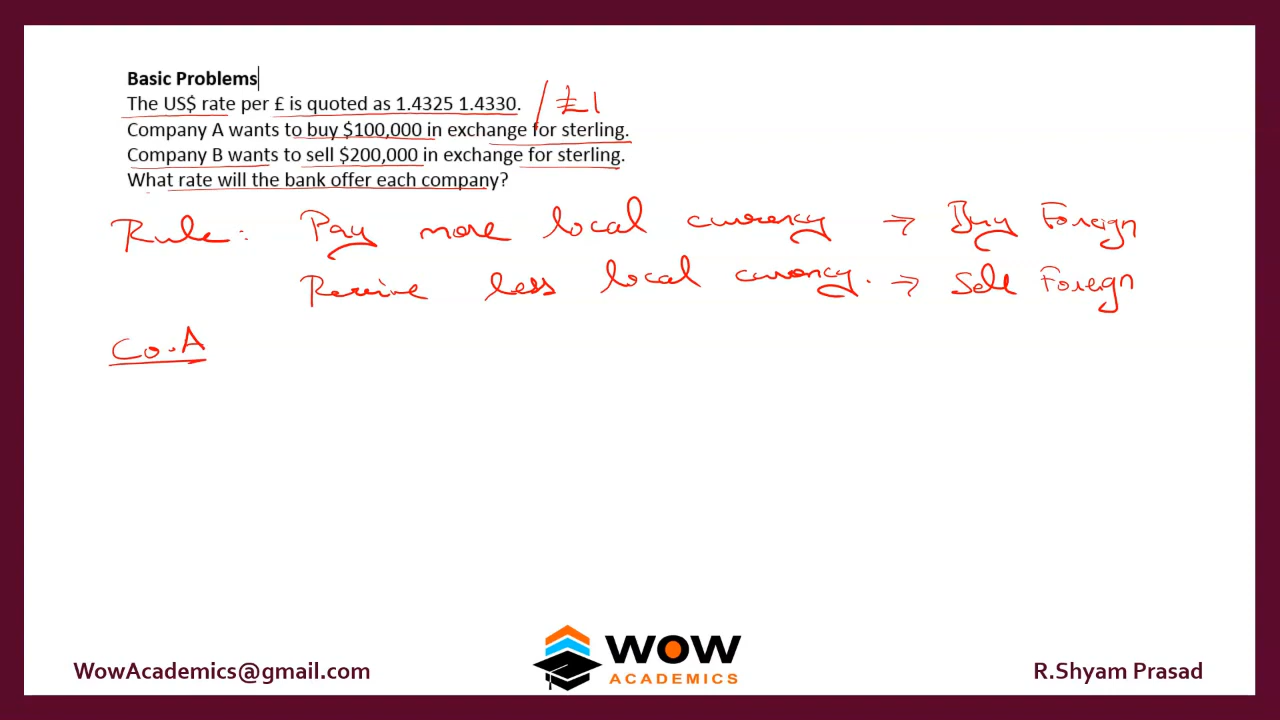 Basic Problems
The US$ rate per £ is quoted as 1.4325 1.4330. / £1
Company A wants to buy $100,000 in exchange for sterling.
Company B wants to sell $200,000 in exchange for sterling.
What rate will the bank offer each company?
Rule: Pay more local currency → Buy Foreign
Receive less local currency. → Sell Foreign
Co.A
WowAcademics@gmail.com
WOW
ACADEMICS
R.Shyam Prasad